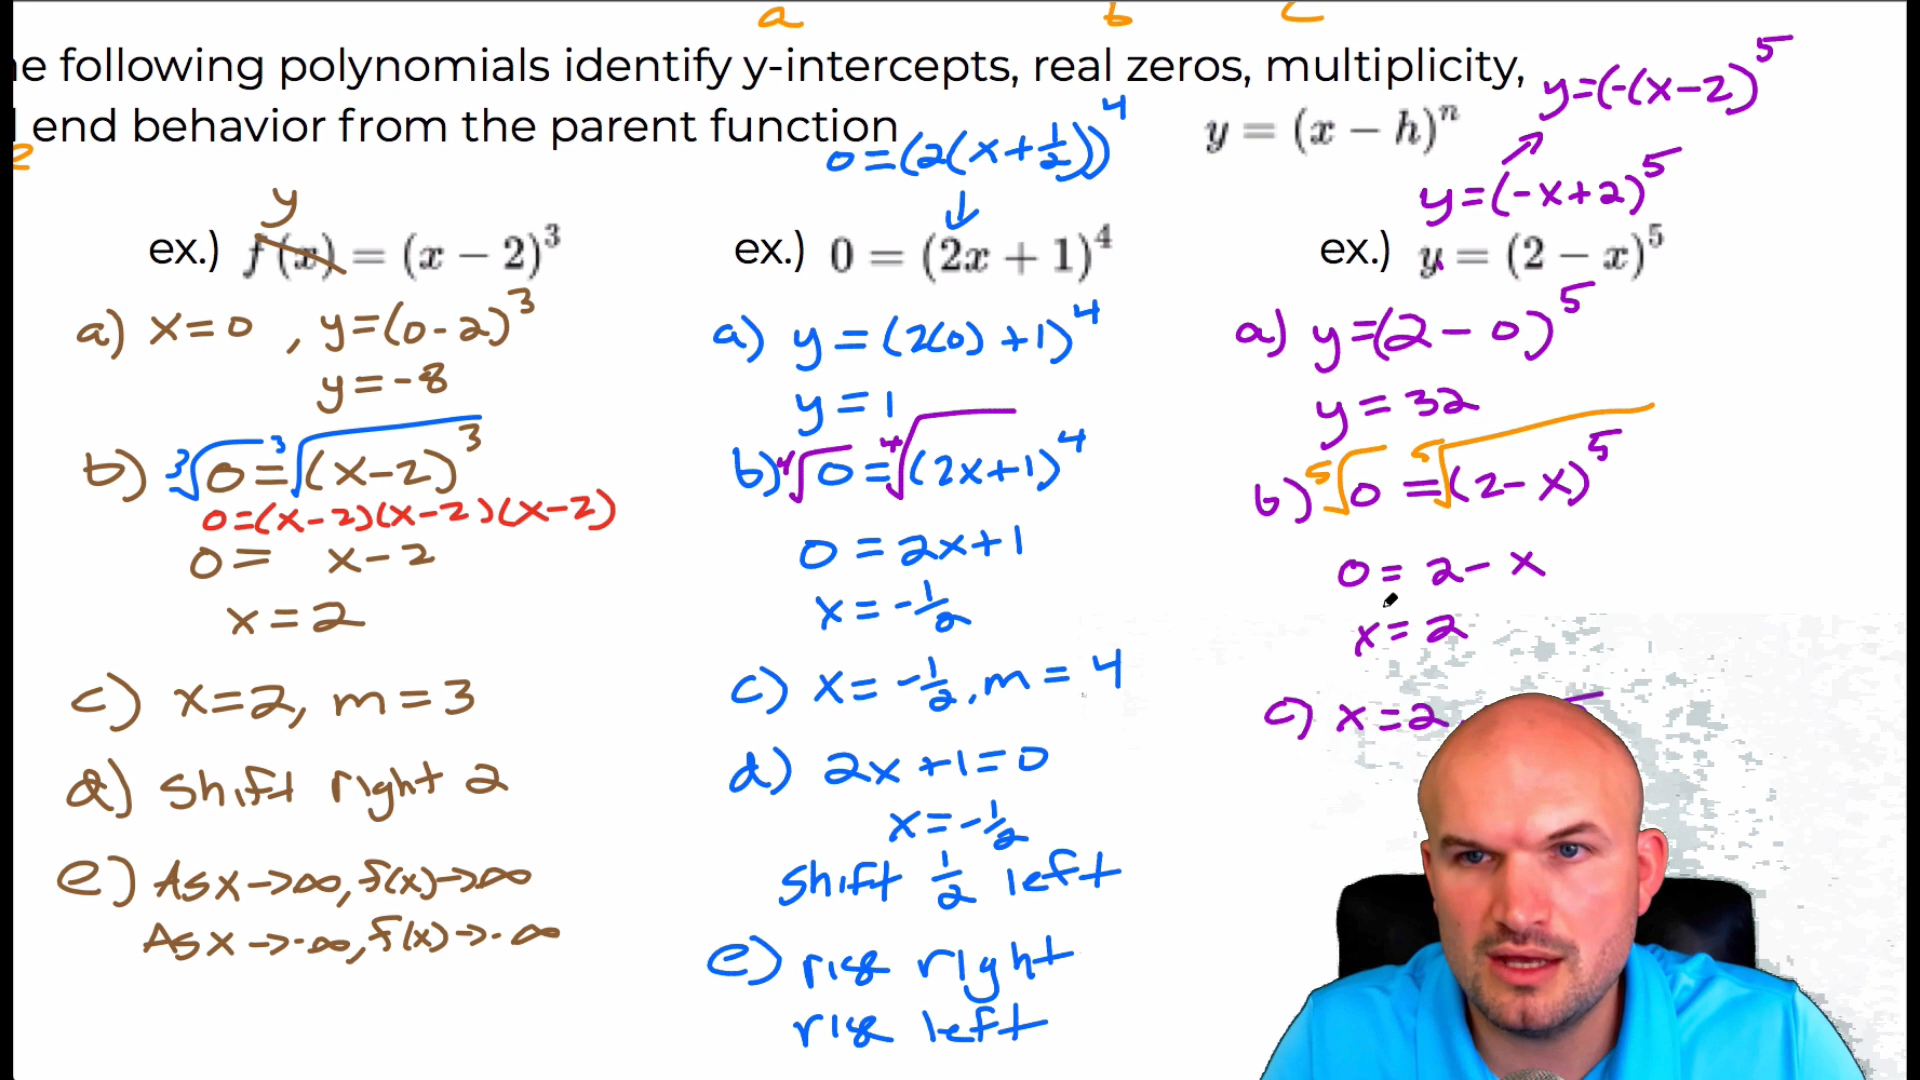 a b c
e following polynomials identify y-intercepts, real zeros, multiplicity,
end behavior from the parent function
e
y = (x − h)^n
y=(-(x-2))^5
y=(-x+2)^5
0=(2(x+1/2))^4
↓
y
ex.) f(x) = (x − 2)^3
a) x=0 , y=(0-2)^3
y=-8
b) ∛0=∛(x-2)^3
0=(x-2)(x-2)(x-2)
0= x-2
x=2
c) x=2, m=3
d) shift right 2
e) As x→∞, f(x)→∞
As x→-∞, f(x)→-∞
ex.) 0 = (2x + 1)^4
a) y=(2(0)+1)^4
y=1
b) ∜0=∜(2x+1)^4
0=2x+1
x=-1/2
c) x=-1/2, m=4
d) 2x+1=0
x=-1/2
shift 1/2 left
e) rise right
rise left
ex.) y = (2 − x)^5
a) y=(2-0)^5
y=32
b) ⁵√0=⁵√(2-x)^5
0=2-x
x=2
c) x=2